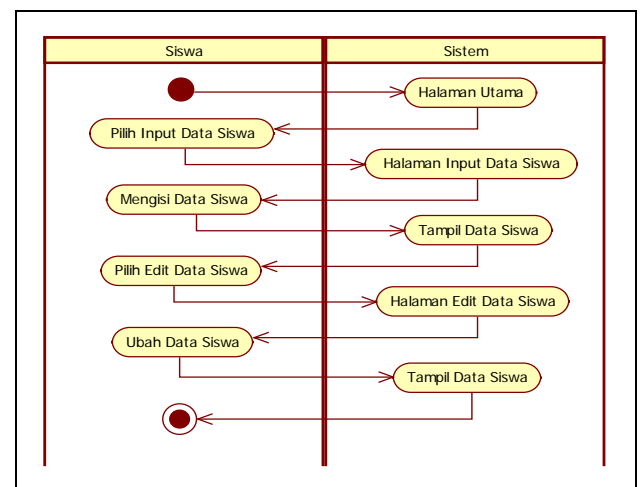 Siswa
Sistem
Halaman Utama
Pilih Input Data Siswa
Halaman Input Data Siswa
Mengisi Data Siswa
Tampil Data Siswa
Pilih Edit Data Siswa
Halaman Edit Data Siswa
Ubah Data Siswa
Tampil Data Siswa